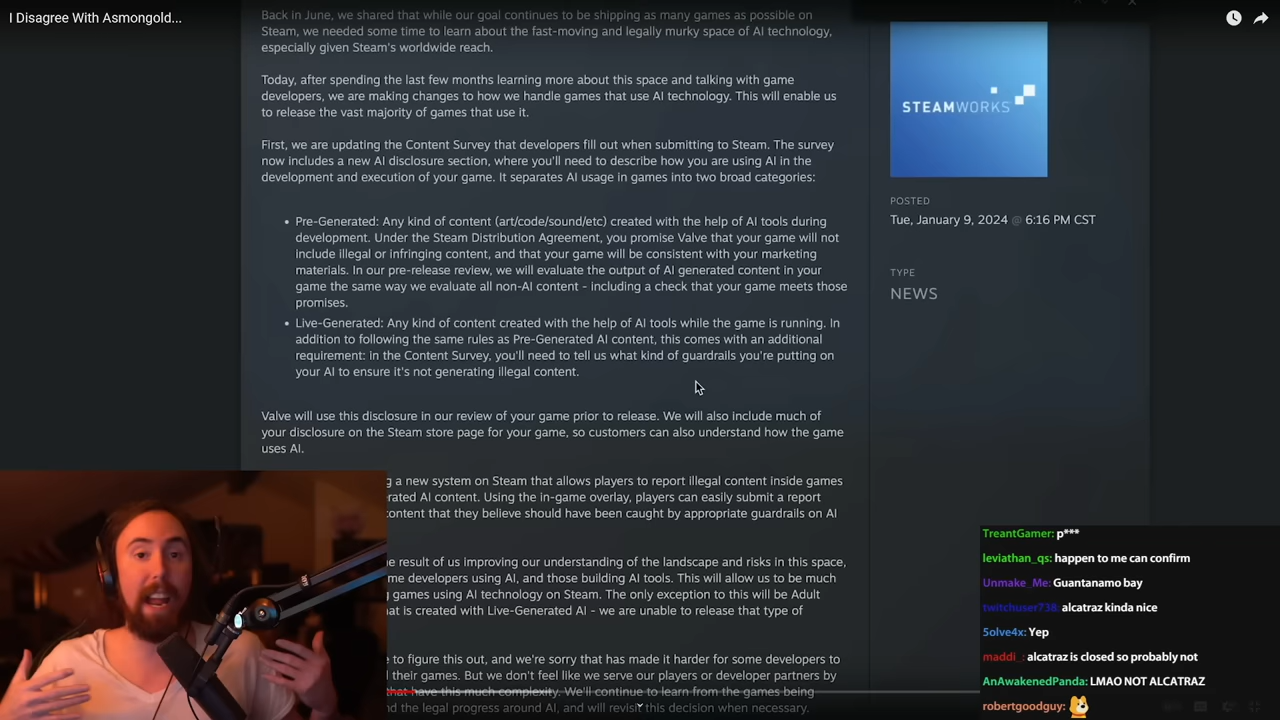 I Disagree With Asmongold...
Back in June, we shared that while our goal continues to be shipping as many games as possible on
Steam, we needed some time to learn about the fast-moving and legally murky space of AI technology,
especially given Steam's worldwide reach.
Today, after spending the last few months learning more about this space and talking with game
developers, we are making changes to how we handle games that use AI technology. This will enable us
to release the vast majority of games that use it.
First, we are updating the Content Survey that developers fill out when submitting to Steam. The survey
now includes a new AI disclosure section, where you'll need to describe how you are using AI in the
development and execution of your game. It separates AI usage in games into two broad categories:
• Pre-Generated: Any kind of content (art/code/sound/etc) created with the help of AI tools during
development. Under the Steam Distribution Agreement, you promise Valve that your game will not
include illegal or infringing content, and that your game will be consistent with your marketing
materials. In our pre-release review, we will evaluate the output of AI generated content in your
game the same way we evaluate all non-AI content - including a check that your game meets those
promises.
• Live-Generated: Any kind of content created with the help of AI tools while the game is running. In
addition to following the same rules as Pre-Generated AI content, this comes with an additional
requirement: in the Content Survey, you'll need to tell us what kind of guardrails you're putting on
your AI to ensure it's not generating illegal content.
Valve will use this disclosure in our review of your game prior to release. We will also include much of
your disclosure on the Steam store page for your game, so customers can also understand how the game
uses AI.
g a new system on Steam that allows players to report illegal content inside games
erated AI content. Using the in-game overlay, players can easily submit a report
ontent that they believe should have been caught by appropriate guardrails on AI
e result of us improving our understanding of the landscape and risks in this space,
me developers using AI, and those building AI tools. This will allow us to be much
g games using AI technology on Steam. The only exception to this will be Adult
hat is created with Live-Generated AI - we are unable to release that type of
e to figure this out, and we're sorry that has made it harder for some developers to
their games. But we don't feel like we serve our players or developer partners by
that have this much complexity. We'll continue to learn from the games being
nd the legal progress around AI, and will revisit this decision when necessary.
STEAMWORKS
POSTED
Tue, January 9, 2024 @ 6:16 PM CST
TYPE
NEWS
TreantGamer: p***
leviathan_qs: happen to me can confirm
Unmake_Me: Guantanamo bay
twitchuser738: alcatraz kinda nice
5olve4x: Yep
maddi_: alcatraz is closed so probably not
AnAwakenedPanda: LMAO NOT ALCATRAZ
robertgoodguy: